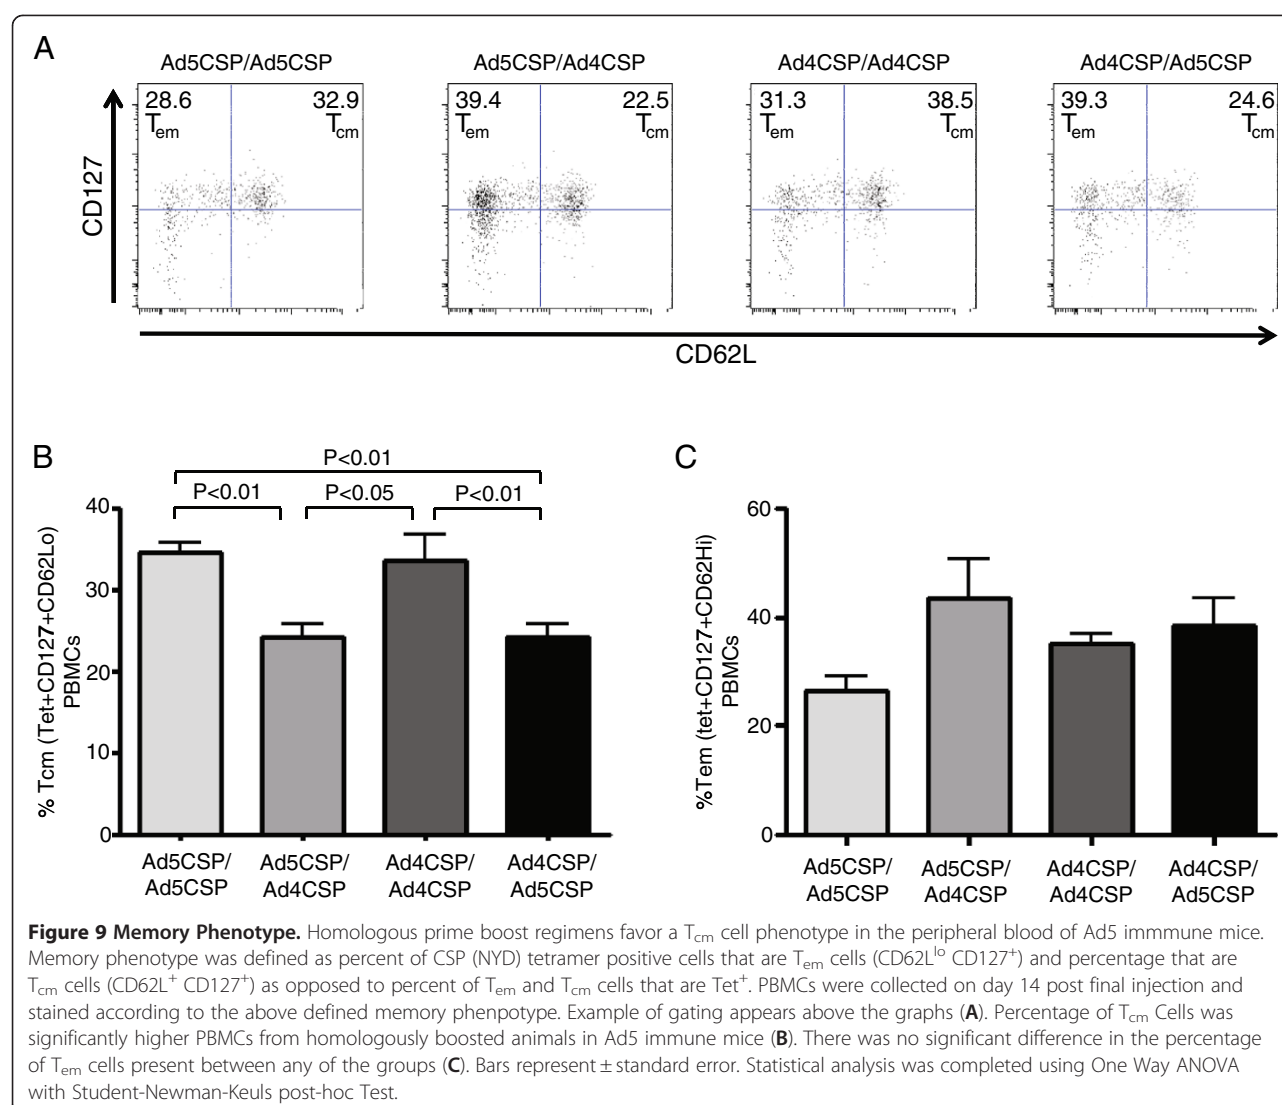 A
Ad5CSP/Ad5CSP
Ad5CSP/Ad4CSP
Ad4CSP/Ad4CSP
Ad4CSP/Ad5CSP
28.6
32.9
Tem
Tcm
39.4
22.5
Tem
Tcm
31.3
38.5
Tem
Tcm
39.3
24.6
Tem
Tcm
CD127
CD62L
B
P<0.01
P<0.01
P<0.05
P<0.01
% Tcm (Tet+CD127+CD62Lo)
PBMCs
40
30
20
10
0
Ad5CSP/
Ad5CSP
Ad5CSP/
Ad4CSP
Ad4CSP/
Ad4CSP
Ad4CSP/
Ad5CSP
C
%Tem (tet+CD127+CD62Hi)
PBMCs
60
40
20
0
Ad5CSP/
Ad5CSP
Ad5CSP/
Ad4CSP
Ad4CSP/
Ad4CSP
Ad4CSP/
Ad5CSP
Figure 9 Memory Phenotype. Homologous prime boost regimens favor a Tcm cell phenotype in the peripheral blood of Ad5 immmune mice.
Memory phenotype was defined as percent of CSP (NYD) tetramer positive cells that are Tem cells (CD62Llo CD127+) and percentage that are
Tcm cells (CD62L+ CD127+) as opposed to percent of Tem and Tcm cells that are Tet+. PBMCs were collected on day 14 post final injection and
stained according to the above defined memory phenpotype. Example of gating appears above the graphs (A). Percentage of Tcm Cells was
significantly higher PBMCs from homologously boosted animals in Ad5 immune mice (B). There was no significant difference in the percentage
of Tem cells present between any of the groups (C). Bars represent ± standard error. Statistical analysis was completed using One Way ANOVA
with Student-Newman-Keuls post-hoc Test.